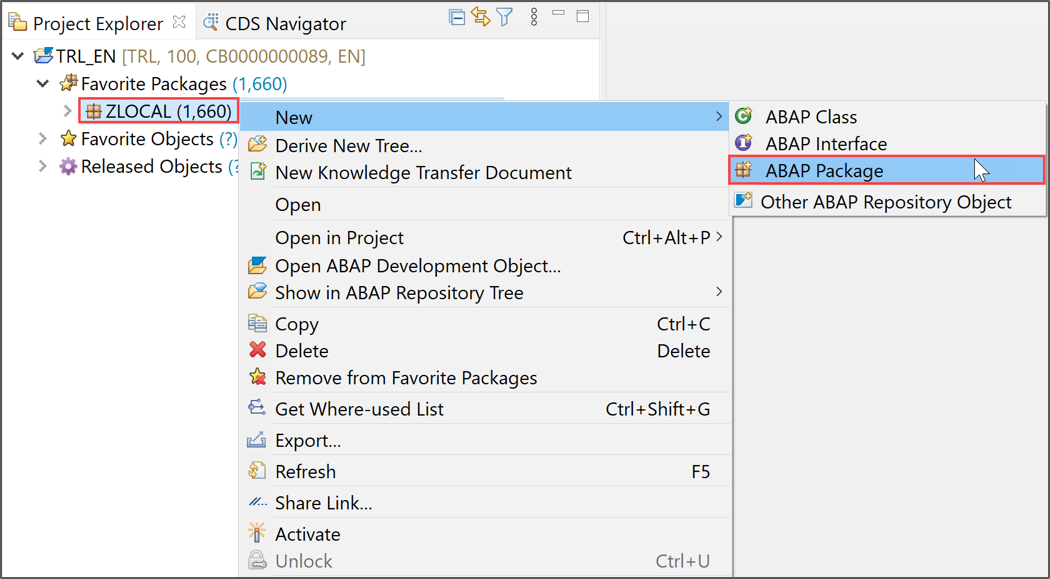 Project Explorer
CDS Navigator
TRL_EN [TRL, 100, CB0000000089, EN]
Favorite Packages (1,660)
ZLOCAL (1,660)
Favorite Objects (?)
Released Objects (?
New
Derive New Tree...
New Knowledge Transfer Document
Open
Open in Project Ctrl+Alt+P
Open ABAP Development Object...
Show in ABAP Repository Tree
Copy Ctrl+C
Delete Delete
Remove from Favorite Packages
Get Where-used List Ctrl+Shift+G
Export...
Refresh F5
Share Link...
Activate
Unlock Ctrl+U
ABAP Class
ABAP Interface
ABAP Package
Other ABAP Repository Object